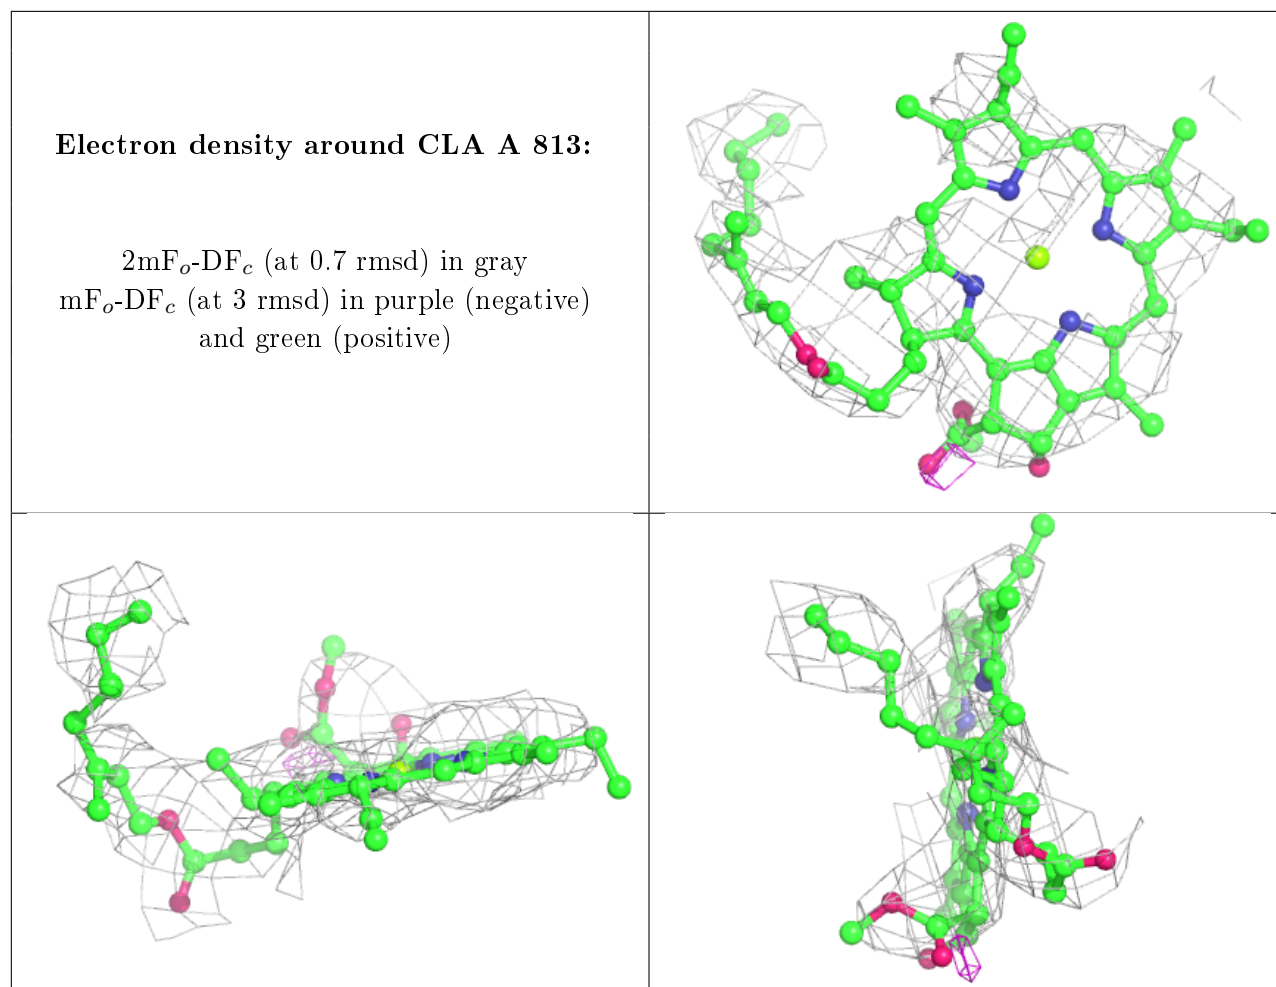 Electron density around CLA A 813:
2mFo-DFc (at 0.7 rmsd) in gray
mFo-DFc (at 3 rmsd) in purple (negative)
and green (positive)